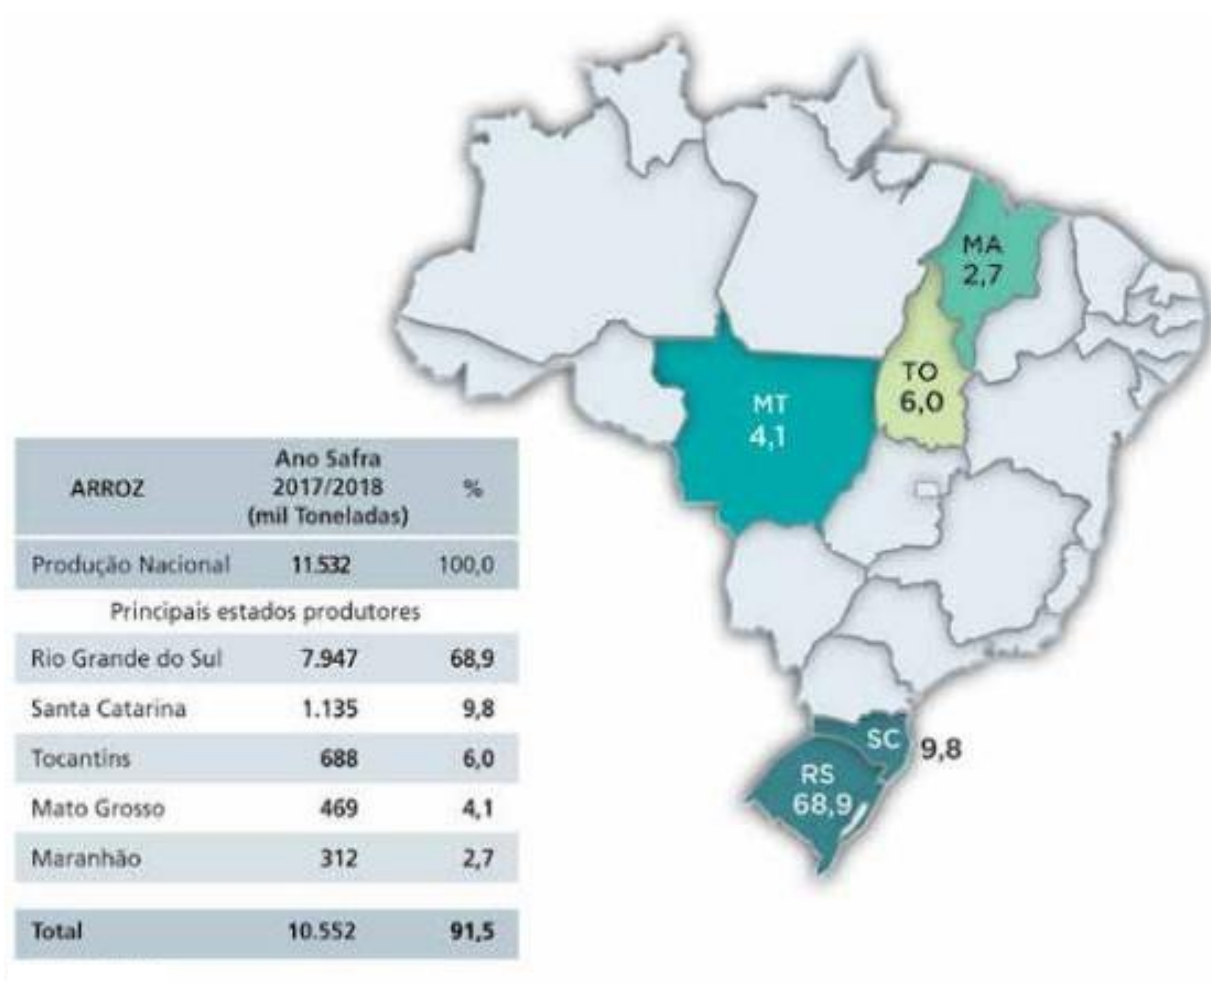 MA
2,7
TO
6,0
MT
4,1
SC
9,8
RS
68,9
ARROZ
Ano Safra
2017/2018
(mil Toneladas)
%
Produção Nacional 11.532 100,0
Principais estados produtores
Rio Grande do Sul 7.947 68,9
Santa Catarina 1.135 9,8
Tocantins 688 6,0
Mato Grosso 469 4,1
Maranhão 312 2,7
Total 10.552 91,5